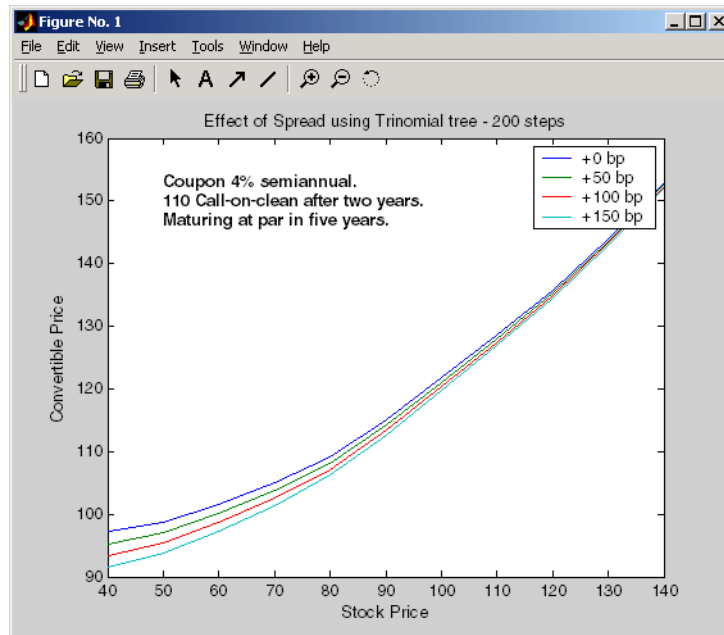 Figure No. 1
File Edit View Insert Tools Window Help
A
Effect of Spread using Trinomial tree - 200 steps
160
150
140
130
120
110
100
90
Convertible Price
Coupon 4% semiannual.
110 Call-on-clean after two years.
Maturing at par in five years.
+0 bp
+50 bp
+100 bp
+150 bp
40 50 60 70 80 90 100 110 120 130 140
Stock Price